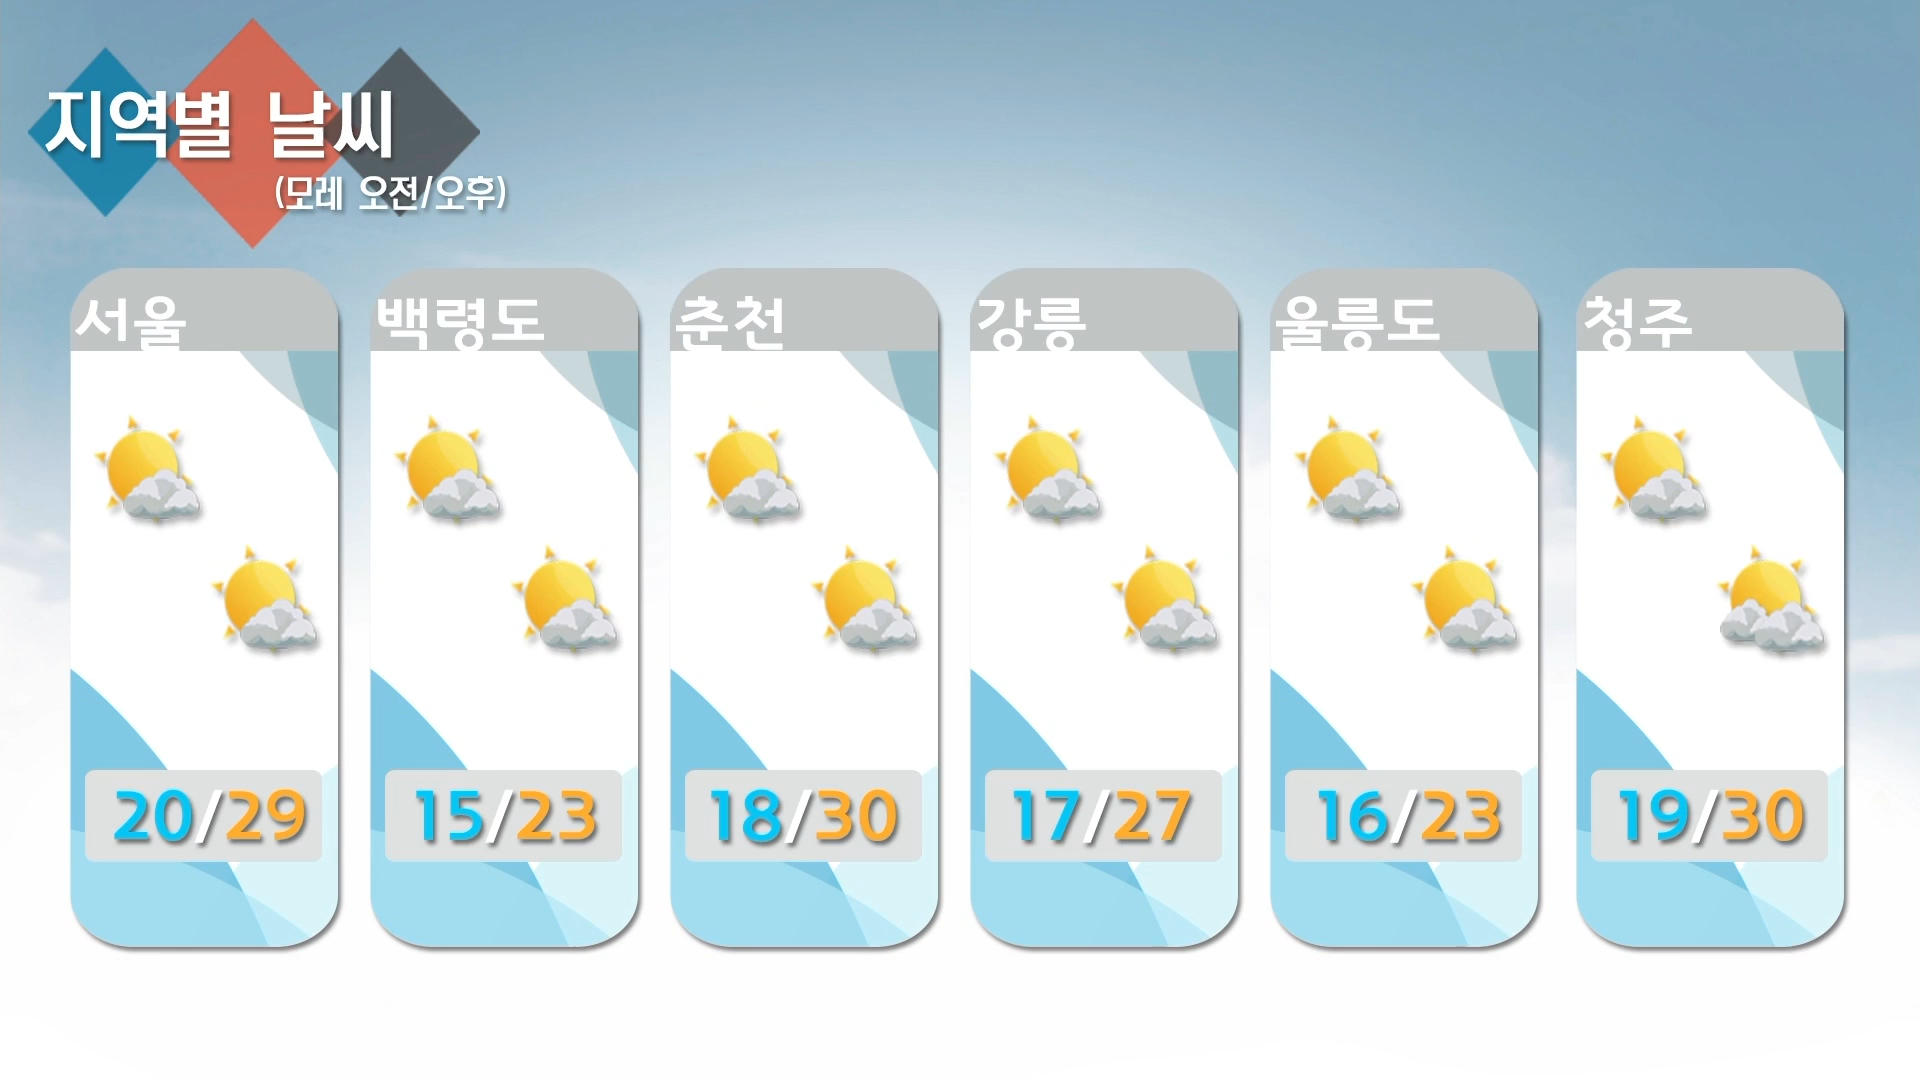 지역별 날씨
(모레 오전/오후)
서울
백령도
춘천
강릉
울릉도
청주
20/29
15/23
18/30
17/27
16/23
19/30